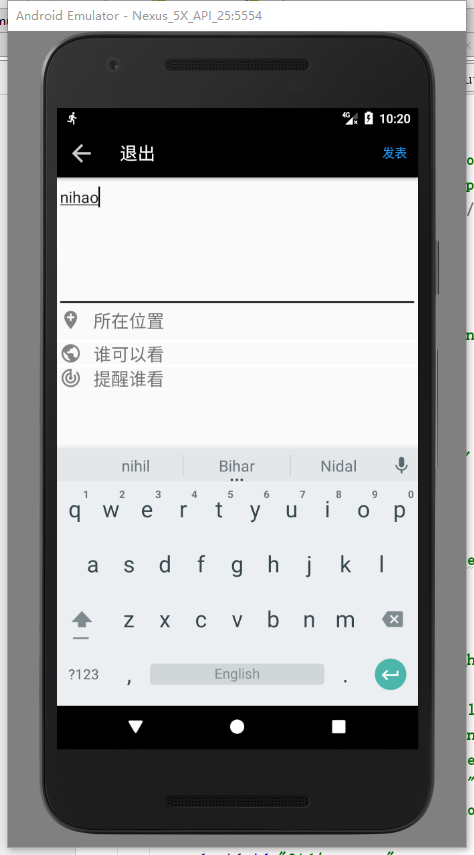 Android Emulator - Nexus_5X_API_25:5554
4G 10:20
退出 发表
nihao
所在位置
谁可以看
提醒谁看
nihil Bihar Nidal
1 2 3 4 5 6 7 8 9 0
q w e r t y u i o p
a s d f g h j k l
z x c v b n m
?123 , English .